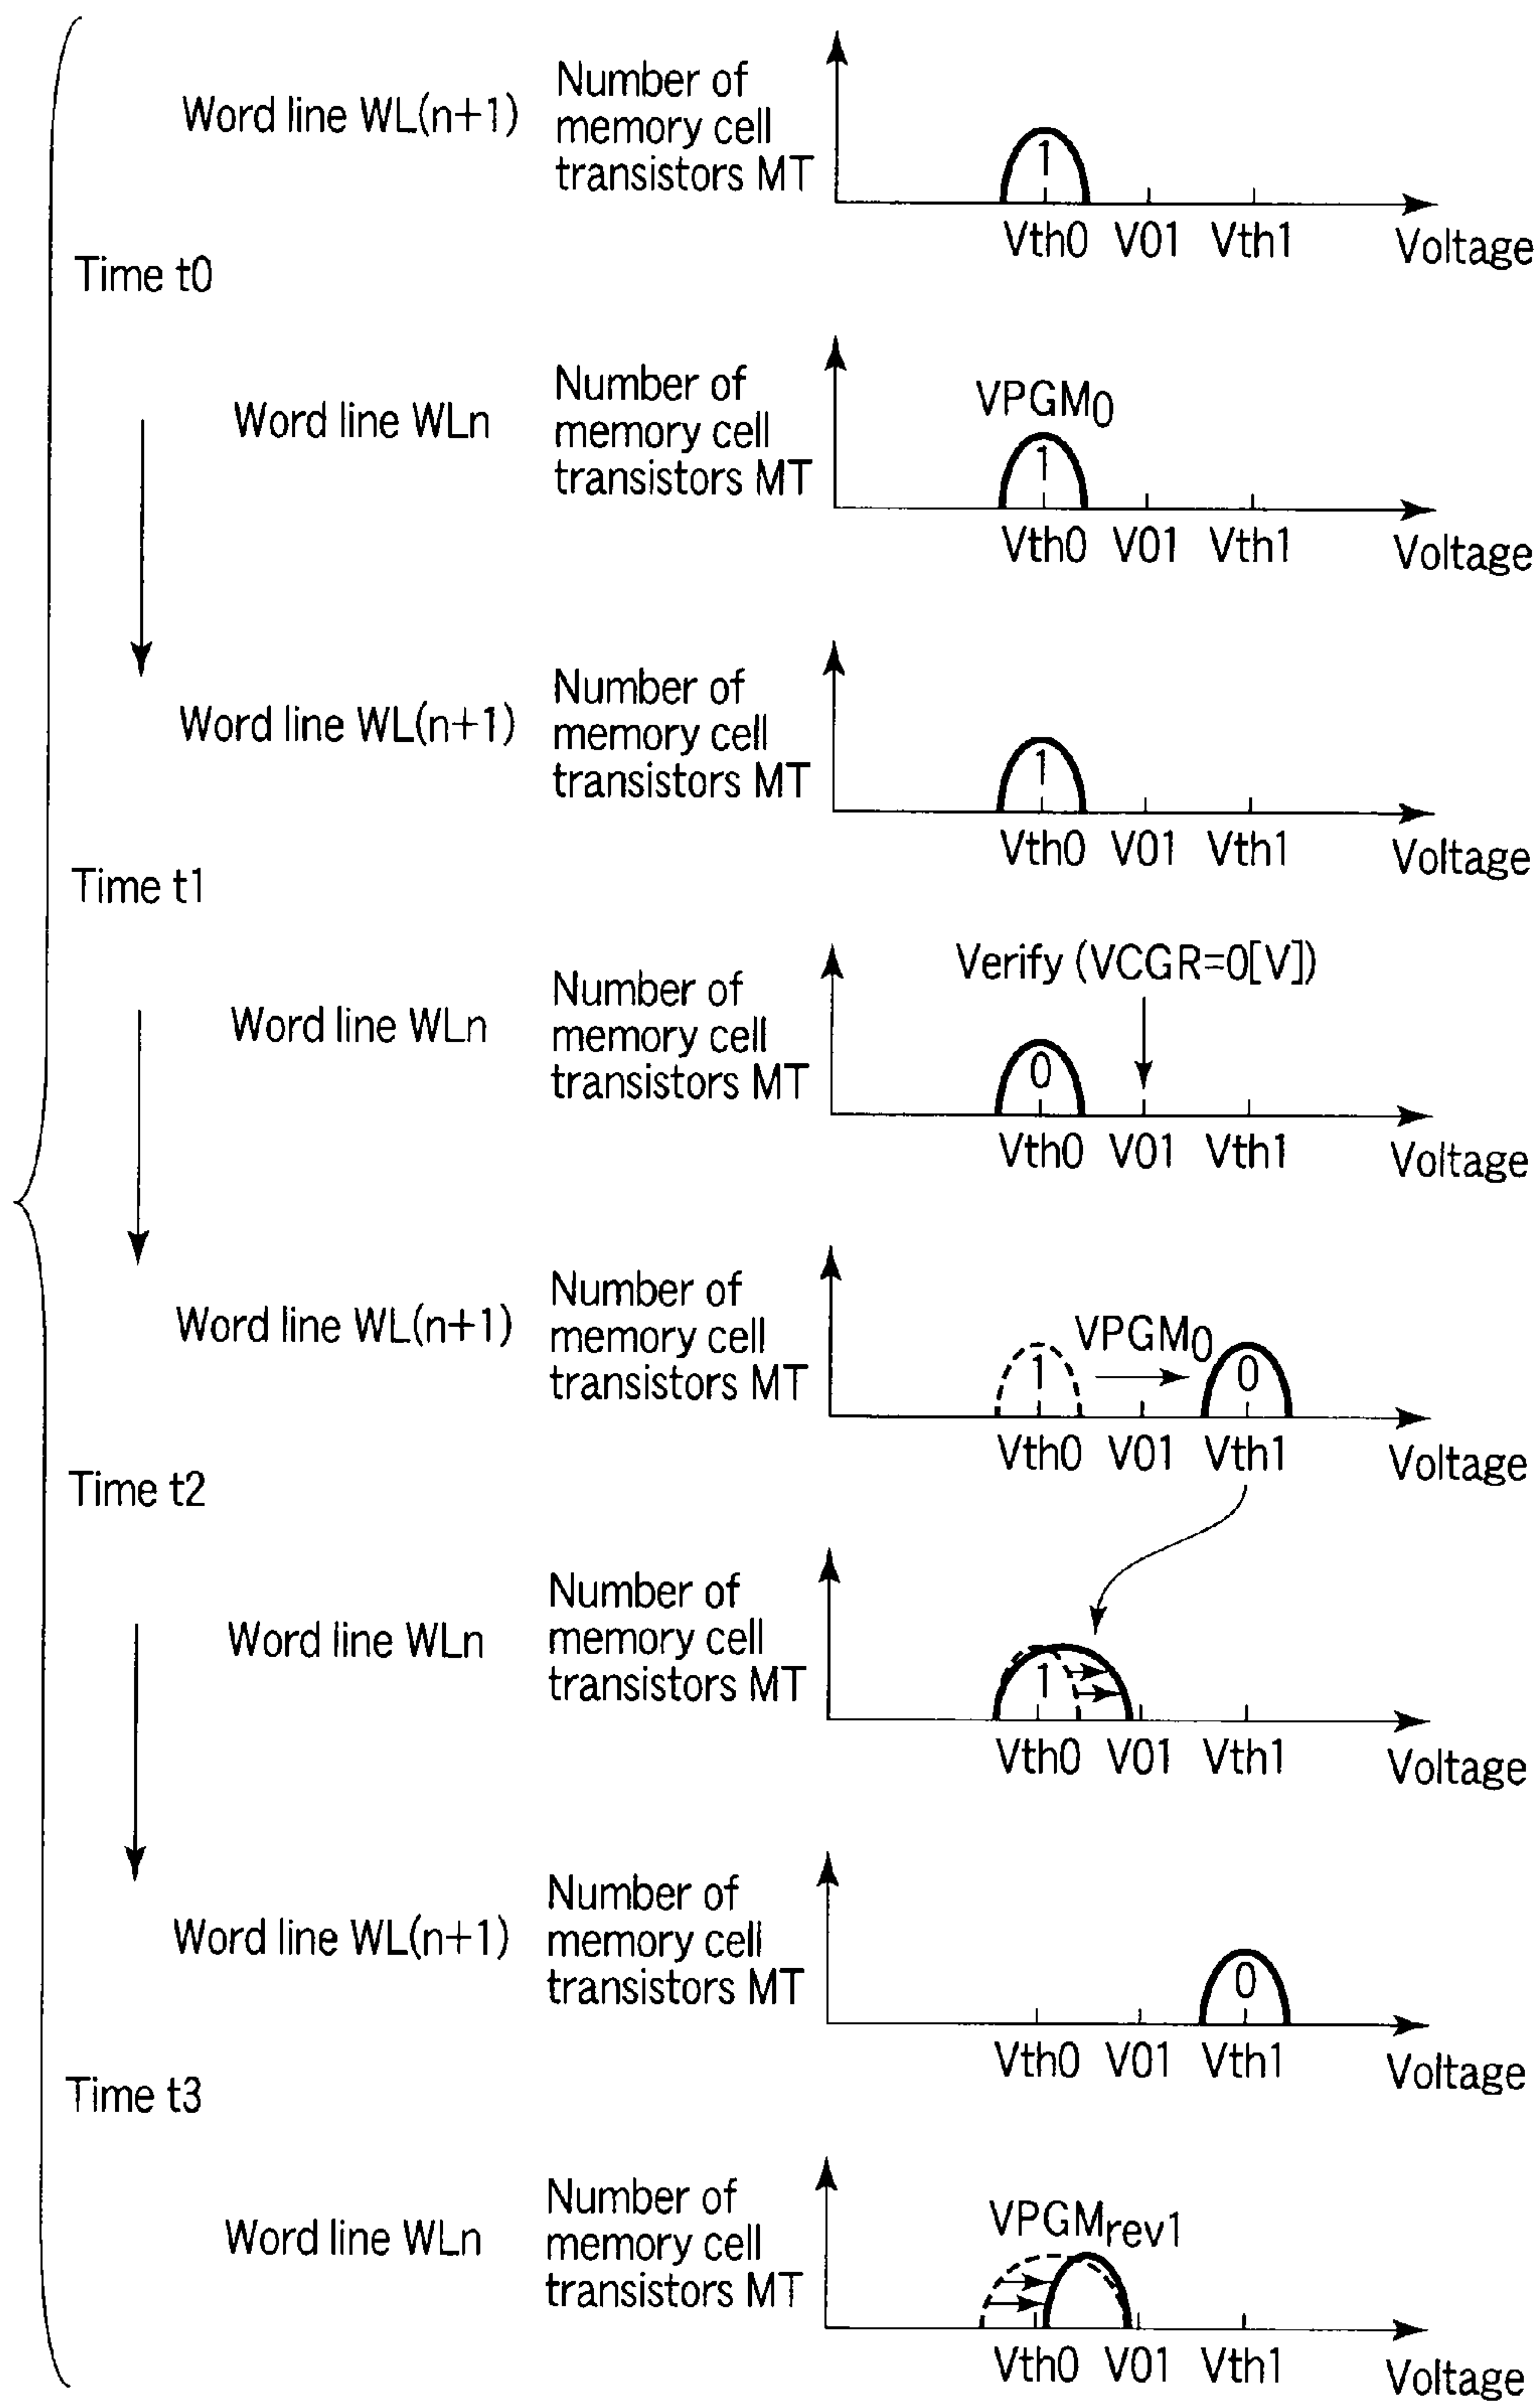 Word line WL(n+1)
Number of
memory cell
transistors MT
1
Vth0 V01 Vth1
Voltage
Time t0
Word line WLn
Number of
memory cell
transistors MT
VPGM0
1
Vth0 V01 Vth1
Voltage
Word line WL(n+1)
Number of
memory cell
transistors MT
1
Vth0 V01 Vth1
Voltage
Time t1
Word line WLn
Number of
memory cell
transistors MT
Verify (VCGR=0[V])
0
Vth0 V01 Vth1
Voltage
Word line WL(n+1)
Number of
memory cell
transistors MT
VPGM0
1
0
Vth0 V01 Vth1
Voltage
Time t2
Word line WLn
Number of
memory cell
transistors MT
1
Vth0 V01 Vth1
Voltage
Word line WL(n+1)
Number of
memory cell
transistors MT
0
Vth0 V01 Vth1
Voltage
Time t3
Word line WLn
Number of
memory cell
transistors MT
VPGMrev1
Vth0 V01 Vth1
Voltage